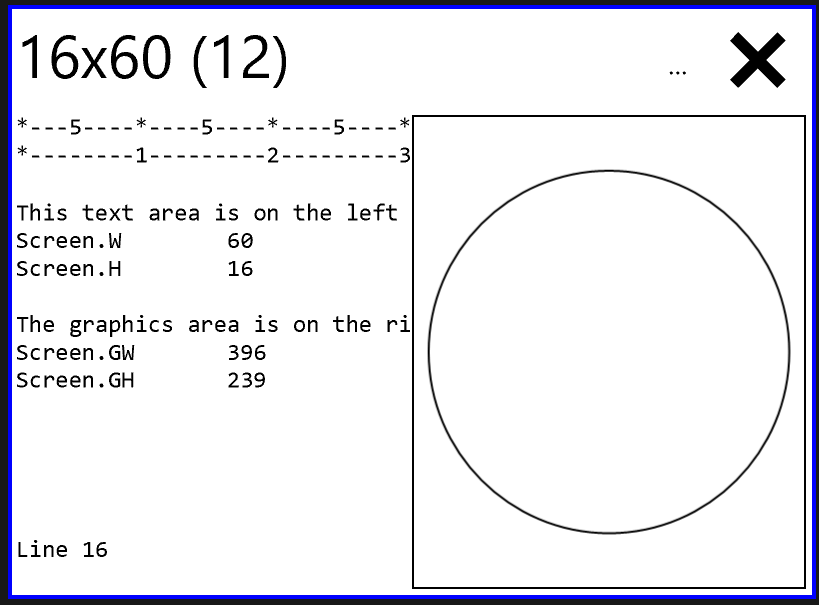 16x60 (12)
...
*---5----*----5----*----5----*
*--------1---------2---------3
This text area is on the left
Screen.W        60
Screen.H        16
The graphics area is on the ri
Screen.GW       396
Screen.GH       239
Line 16